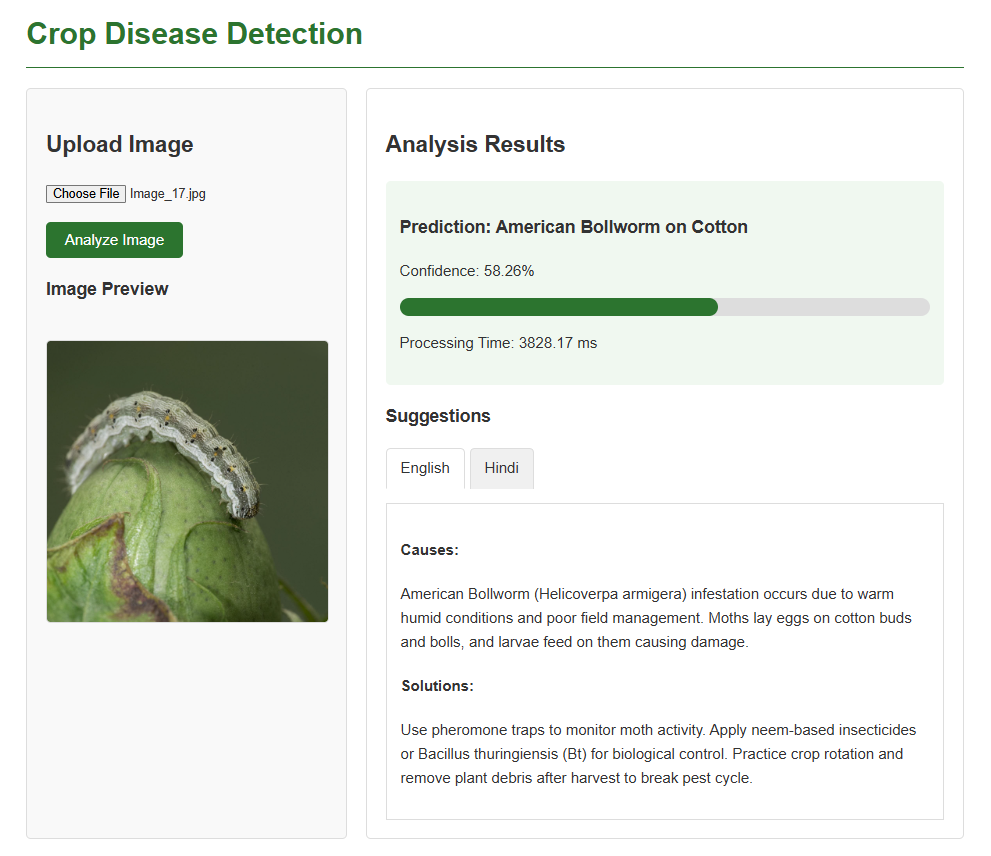 Crop Disease Detection
Upload Image
Choose File Image_17.jpg
Analyze Image
Image Preview
Analysis Results
Prediction: American Bollworm on Cotton
Confidence: 58.26%
Processing Time: 3828.17 ms
Suggestions
English Hindi
Causes:
American Bollworm (Helicoverpa armigera) infestation occurs due to warm
humid conditions and poor field management. Moths lay eggs on cotton buds
and bolls, and larvae feed on them causing damage.
Solutions:
Use pheromone traps to monitor moth activity. Apply neem-based insecticides
or Bacillus thuringiensis (Bt) for biological control. Practice crop rotation and
remove plant debris after harvest to break pest cycle.